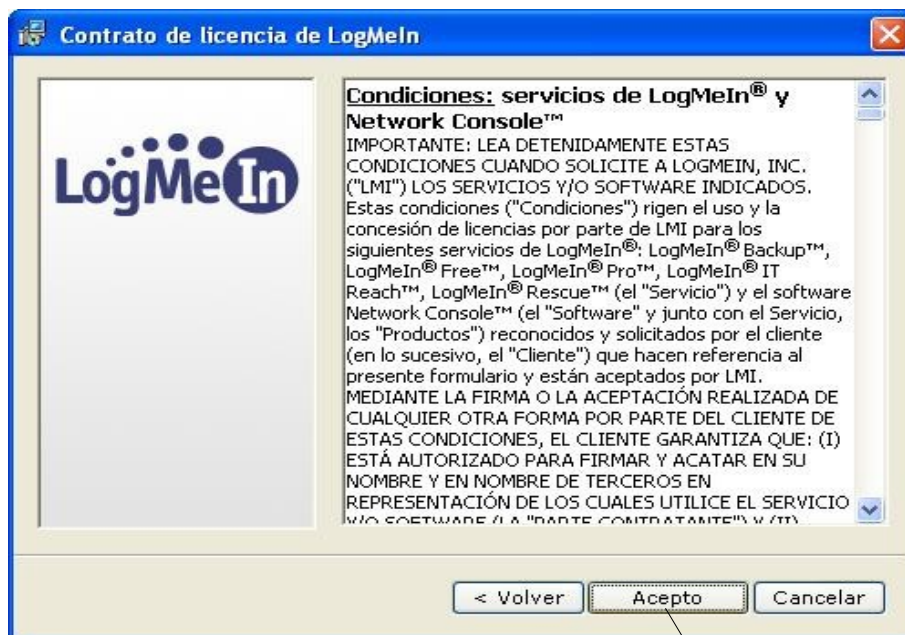 Contrato de licencia de LogMeIn
LogMeIn
Condiciones: servicios de LogMeIn® y
Network Console™
IMPORTANTE: LEA DETENIDAMENTE ESTAS
CONDICIONES CUANDO SOLICITE A LOGMEIN, INC.
("LMI") LOS SERVICIOS Y/O SOFTWARE INDICADOS.
Estas condiciones ("Condiciones") rigen el uso y la
concesión de licencias por parte de LMI para los
siguientes servicios de LogMeIn®: LogMeIn® Backup™,
LogMeIn® Free™, LogMeIn® Pro™, LogMeIn® IT
Reach™, LogMeIn® Rescue™ (el "Servicio") y el software
Network Console™ (el "Software" y junto con el Servicio,
los "Productos") reconocidos y solicitados por el cliente
(en lo sucesivo, el "Cliente") que hacen referencia al
presente formulario y están aceptados por LMI.
MEDIANTE LA FIRMA O LA ACEPTACIÓN REALIZADA DE
CUALQUIER OTRA FORMA POR PARTE DEL CLIENTE DE
ESTAS CONDICIONES, EL CLIENTE GARANTIZA QUE: (I)
ESTÁ AUTORIZADO PARA FIRMAR Y ACATAR EN SU
NOMBRE Y EN NOMBRE DE TERCEROS EN
REPRESENTACIÓN DE LOS CUALES UTILICE EL SERVICIO
Y/O SOFTWARE (LA "PARTE CONTRATANTE") Y (II)
< Volver
Acepto
Cancelar